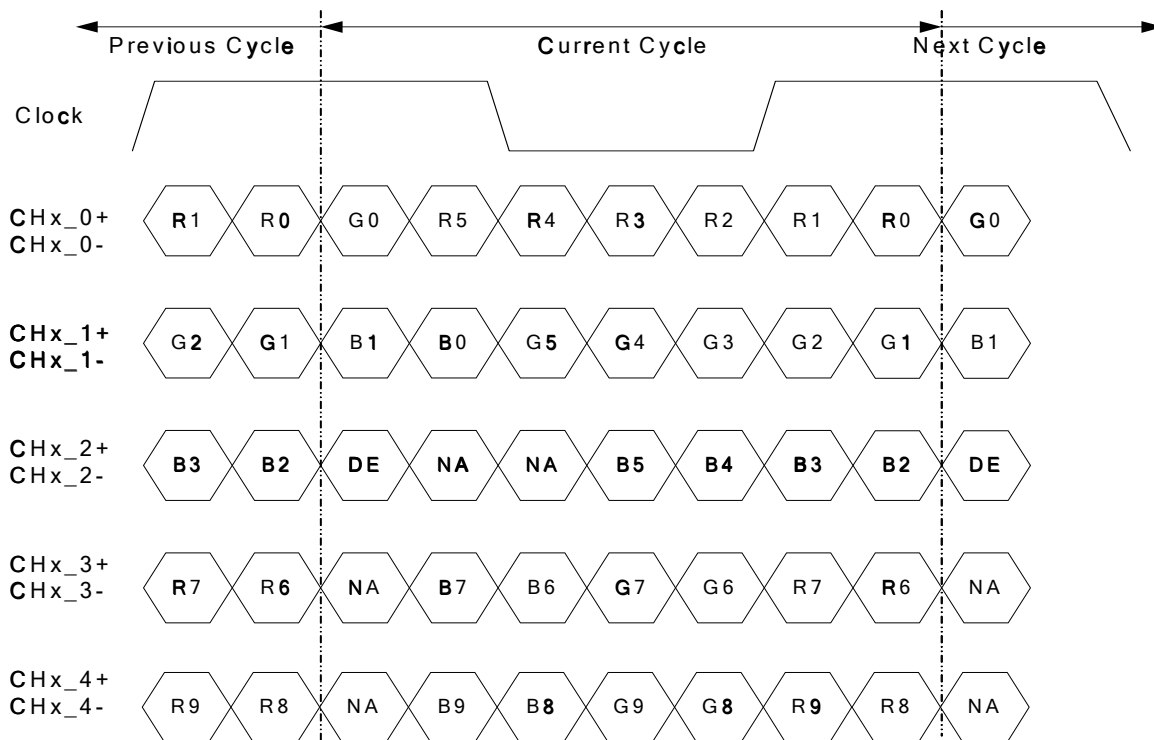 Previous Cycle Current Cycle Next Cycle
Clock
CHx_0+
CHx_0-
R1 R0 G0 R5 R4 R3 R2 R1 R0 G0
CHx_1+
CHx_1-
G2 G1 B1 B0 G5 G4 G3 G2 G1 B1
CHx_2+
CHx_2-
B3 B2 DE NA NA B5 B4 B3 B2 DE
CHx_3+
CHx_3-
R7 R6 NA B7 B6 G7 G6 R7 R6 NA
CHx_4+
CHx_4-
R9 R8 NA B9 B8 G9 G8 R9 R8 NA